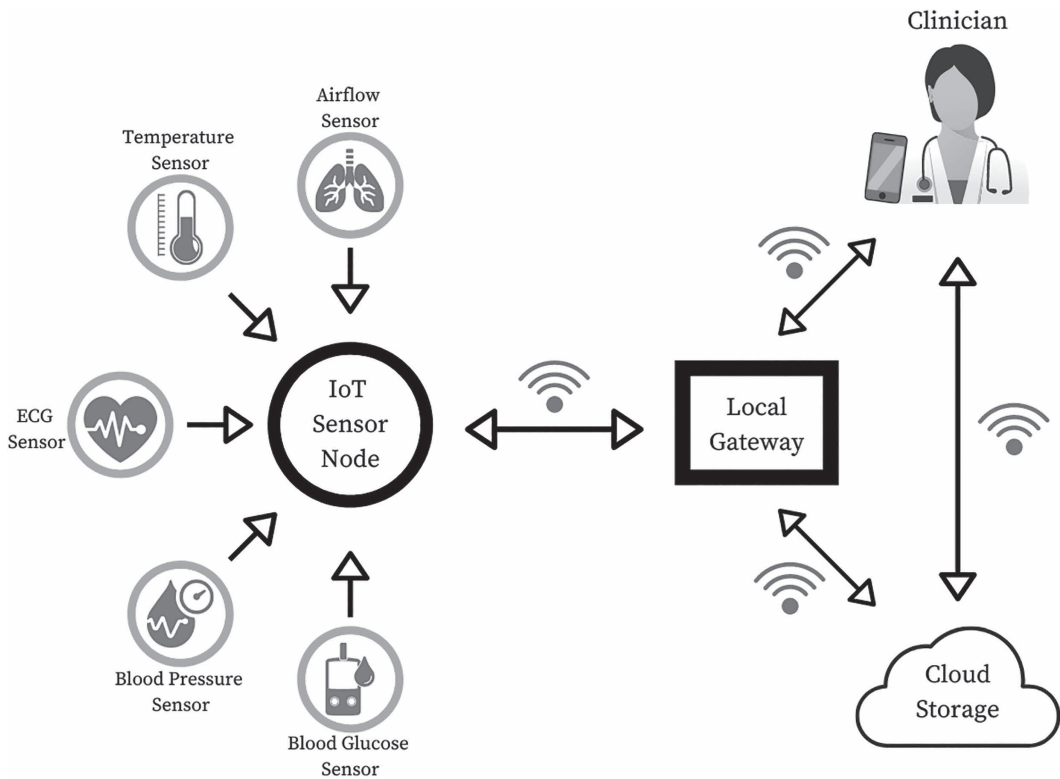 Clinician
Airflow
Sensor
Temperature
Sensor
ECG
Sensor
IoT
Sensor
Node
Local
Gateway
Blood Pressure
Sensor
Blood Glucose
Sensor
Cloud
Storage